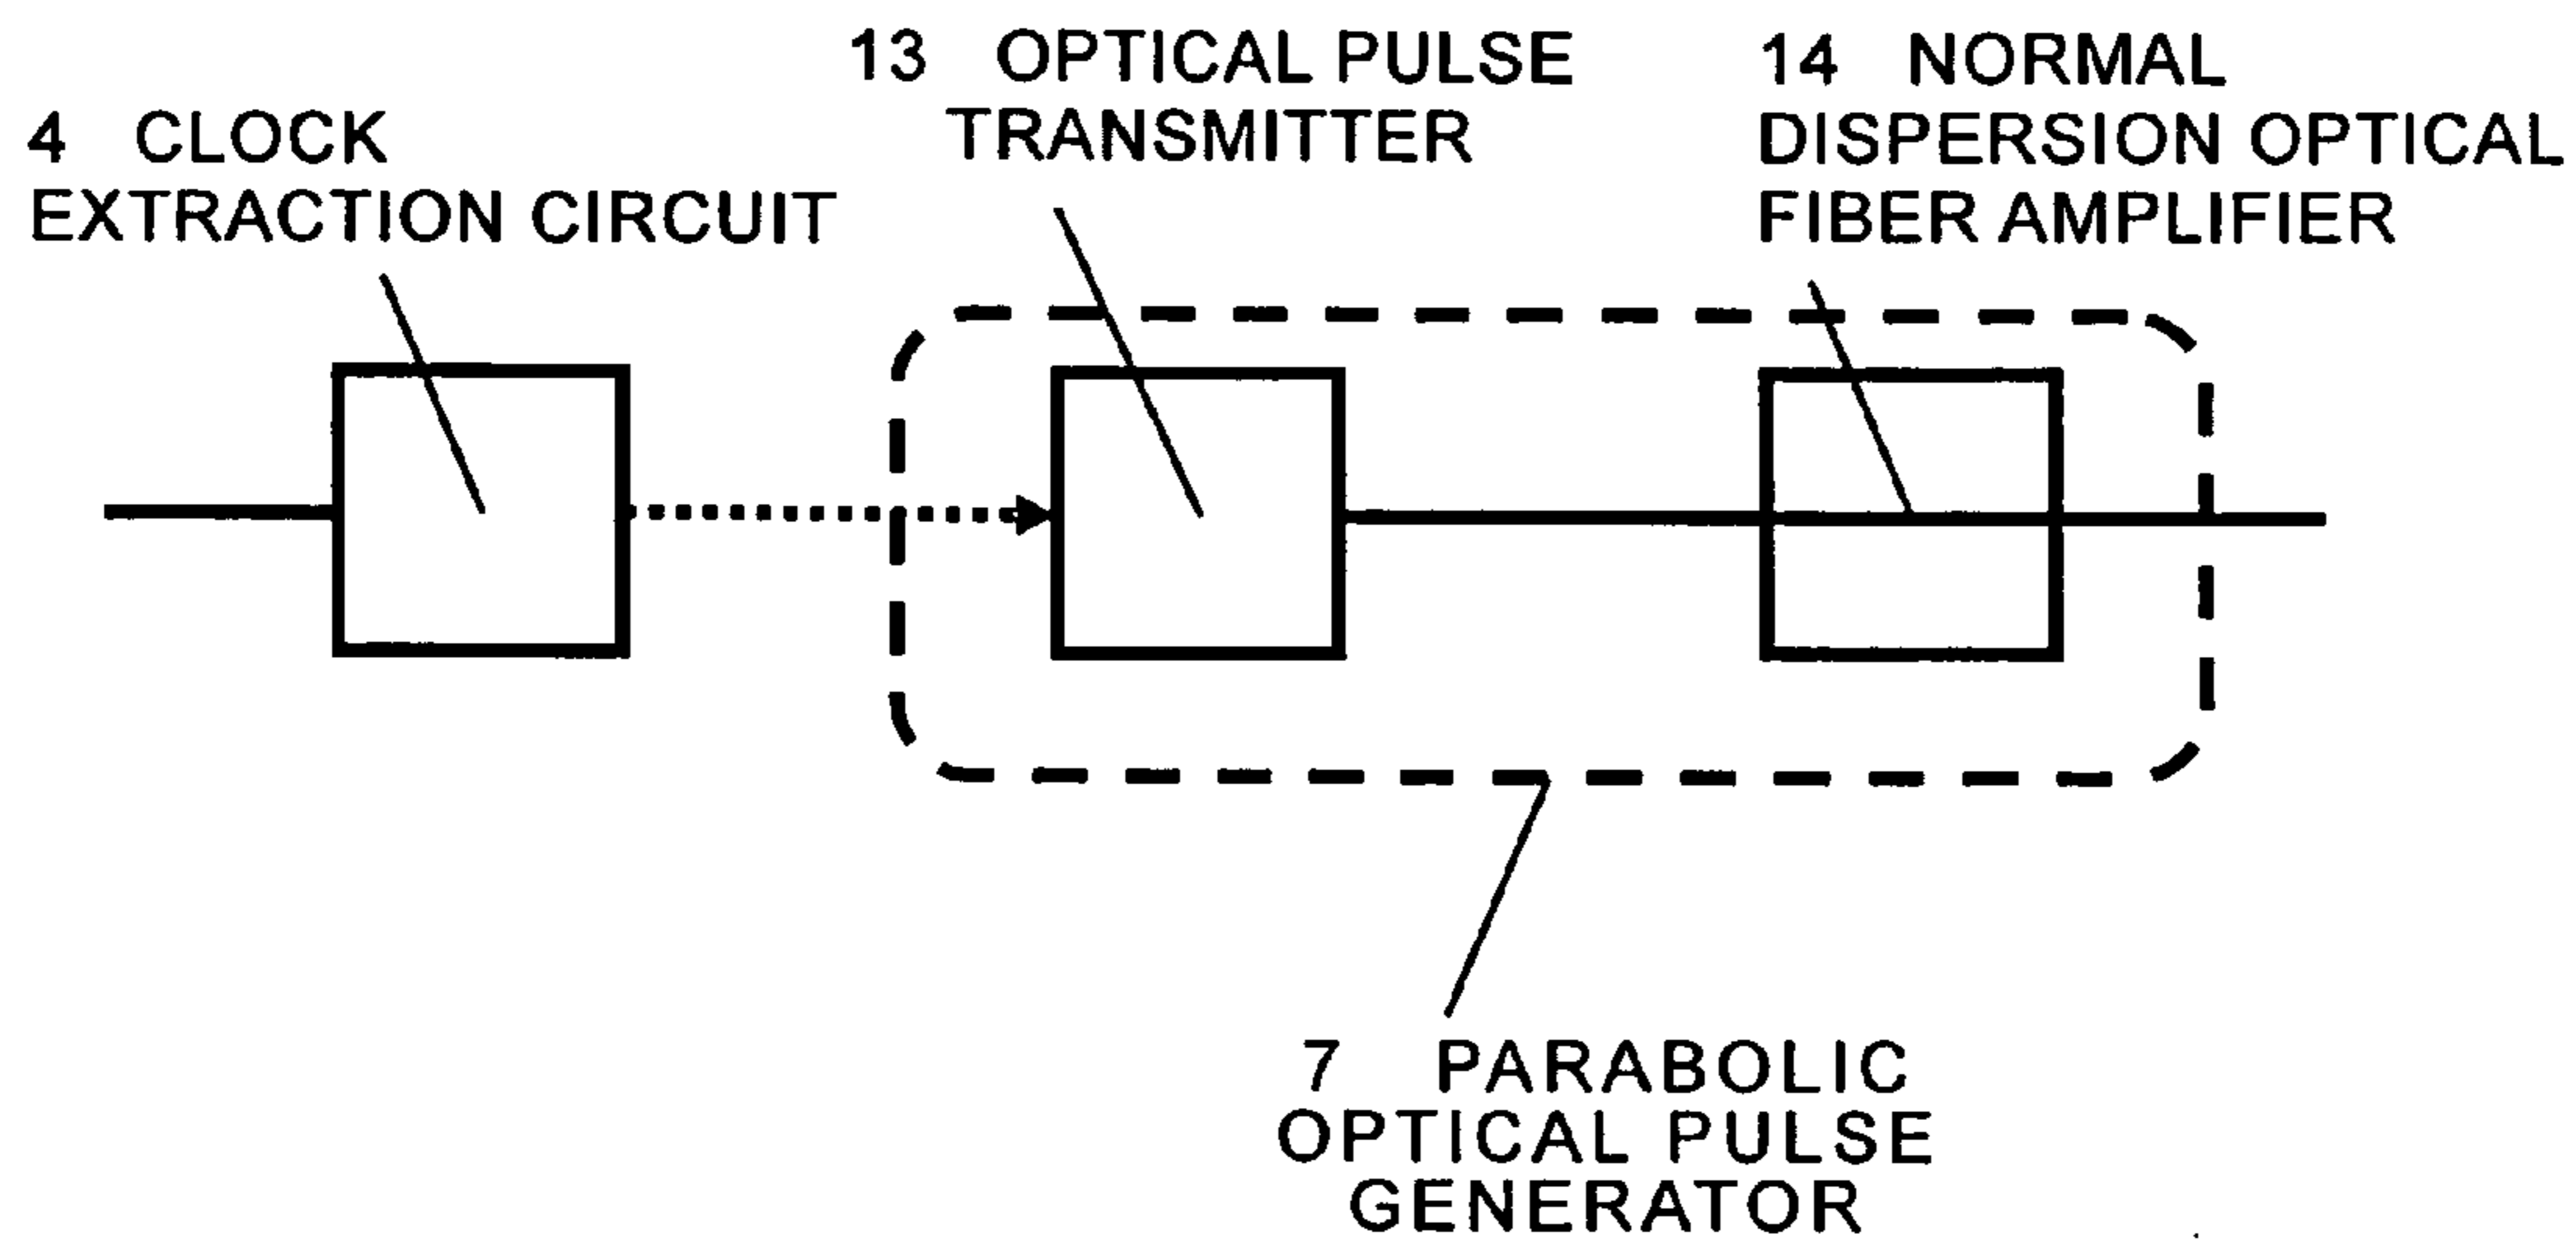 4 CLOCK
EXTRACTION CIRCUIT
13 OPTICAL PULSE
TRANSMITTER
14 NORMAL
DISPERSION OPTICAL
FIBER AMPLIFIER
7 PARABOLIC
OPTICAL PULSE
GENERATOR